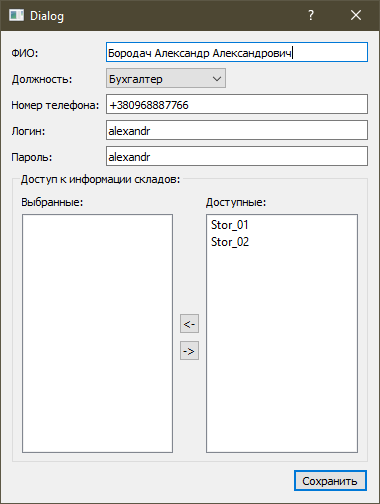 Dialog
ФИО: Бородач Александр Александрович
Должность: Бухгалтер
Номер телефона: +380968887766
Логин: alexandr
Пароль: alexandr
Доступ к информации складов:
Выбранные: Доступные:
Stor_01
Stor_02
<-
->
Сохранить